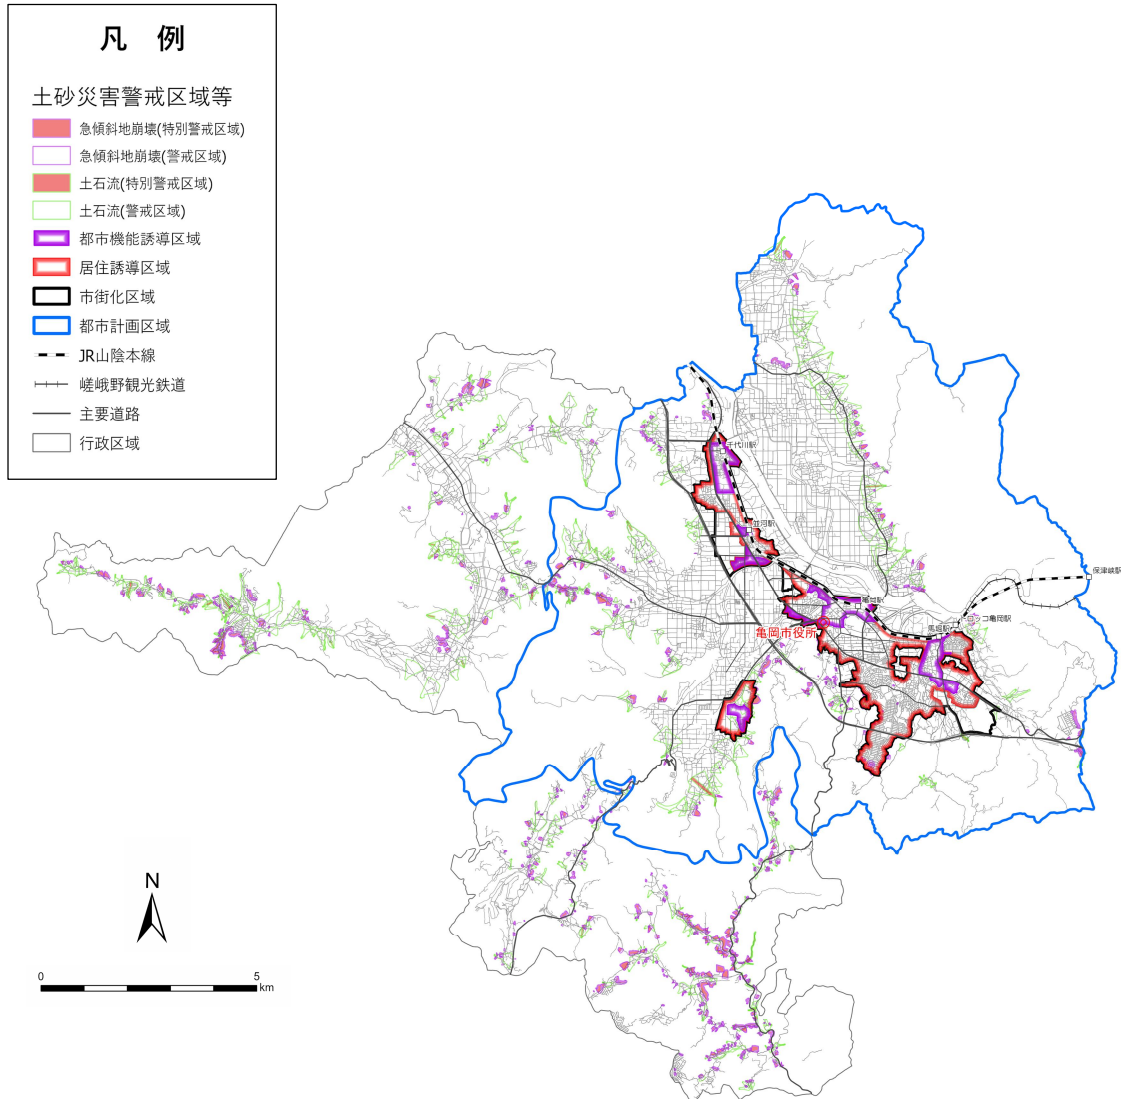 凡 例
土砂災害警戒区域等
急傾斜地崩壊(特別警戒区域)
急傾斜地崩壊(警戒区域)
土石流(特別警戒区域)
土石流(警戒区域)
都市機能誘導区域
居住誘導区域
市街化区域
都市計画区域
JR山陰本線
嵯峨野観光鉄道
主要道路
行政区域
千代川駅
並河駅
保津峡駅
亀岡駅
トロッコ亀岡駅
馬堀駅
亀岡市役所
N
0 5
km